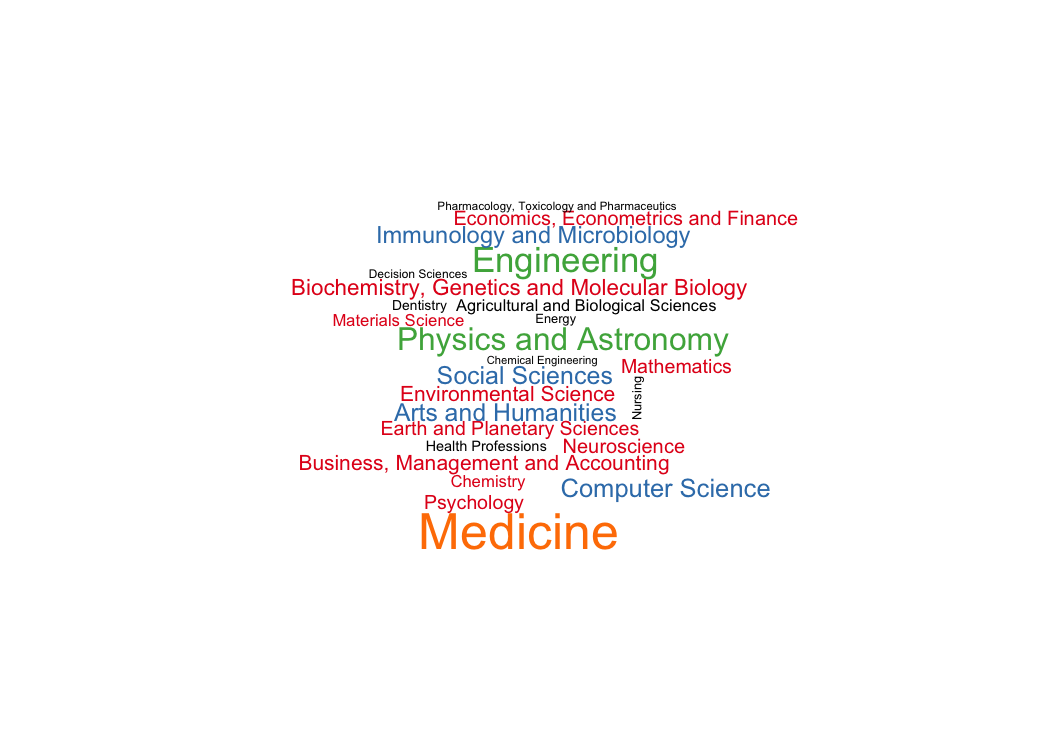 Pharmacology, Toxicology and Pharmaceutics
Economics, Econometrics and Finance
Immunology and Microbiology
Engineering
Decision Sciences
Biochemistry, Genetics and Molecular Biology
Dentistry
Agricultural and Biological Sciences
Materials Science
Energy
Physics and Astronomy
Chemical Engineering
Mathematics
Social Sciences
Nursing
Environmental Science
Arts and Humanities
Earth and Planetary Sciences
Health Professions
Neuroscience
Business, Management and Accounting
Chemistry
Computer Science
Psychology
Medicine